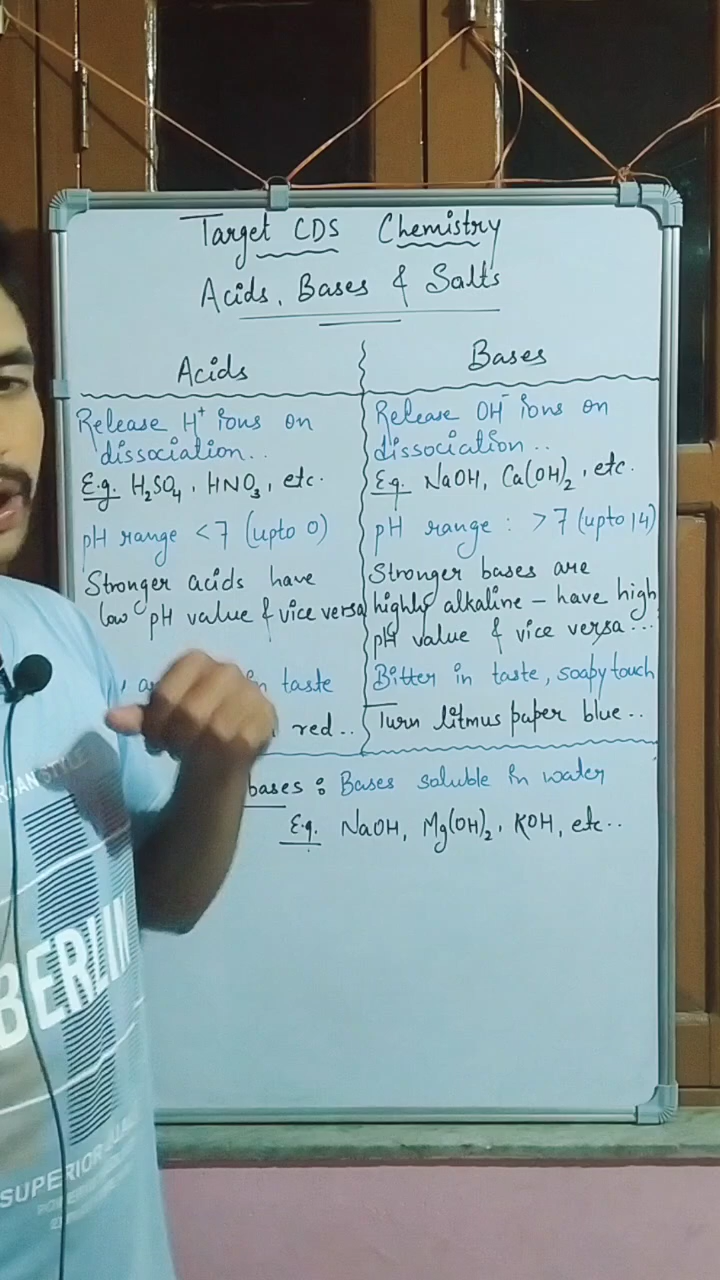 Target CDS Chemistry
Acids, Bases & Salts
Acids
Release H⁺ ions on
dissociation..
E.g. H₂SO₄, HNO₃, etc.
pH range <7 (upto 0)
Stronger acids have
low pH value & vice versa
in taste
red..
Bases
Release OH⁻ ions on
dissociation..
E.g. NaOH, Ca(OH)₂, etc.
pH range : >7 (upto 14)
Stronger bases are
highly alkaline – have high
pH value & vice versa...
Bitter in taste, soapy touch
Turn litmus paper blue..
bases : Bases soluble in water
E.g. NaOH, Mg(OH)₂, KOH, etc..
URBAN STYLE
BERLIN
SUPERIOR